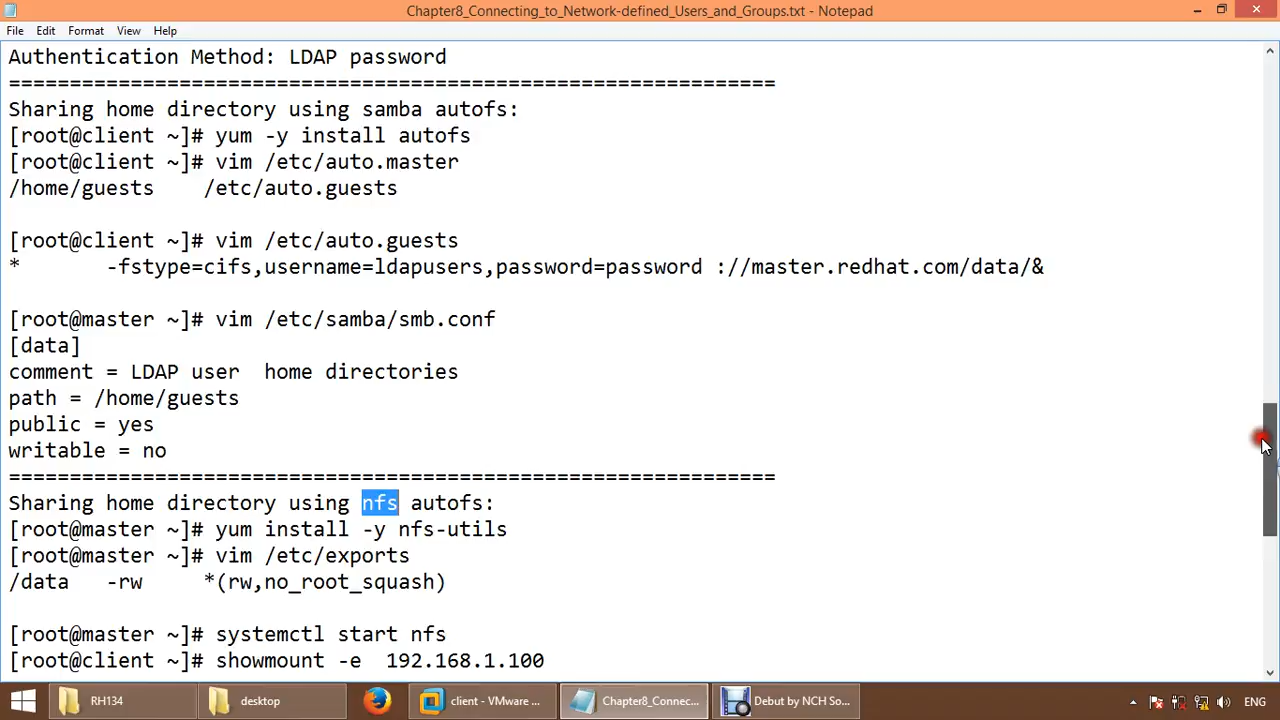 Chapter8_Connecting_to_Network-defined_Users_and_Groups.txt - Notepad
File Edit Format View Help
Authentication Method: LDAP password
===============================================================
Sharing home directory using samba autofs:
[root@client ~]# yum -y install autofs
[root@client ~]# vim /etc/auto.master
/home/guests    /etc/auto.guests
[root@client ~]# vim /etc/auto.guests
*       -fstype=cifs,username=ldapusers,password=password ://master.redhat.com/data/&
[root@master ~]# vim /etc/samba/smb.conf
[data]
comment = LDAP user  home directories
path = /home/guests
public = yes
writable = no
===============================================================
Sharing home directory using nfs autofs:
[root@master ~]# yum install -y nfs-utils
[root@master ~]# vim /etc/exports
/data   -rw     *(rw,no_root_squash)
[root@master ~]# systemctl start nfs
[root@client ~]# showmount -e  192.168.1.100
RH134 desktop client - VMware ... Chapter8_Connec... Debut by NCH So... ENG